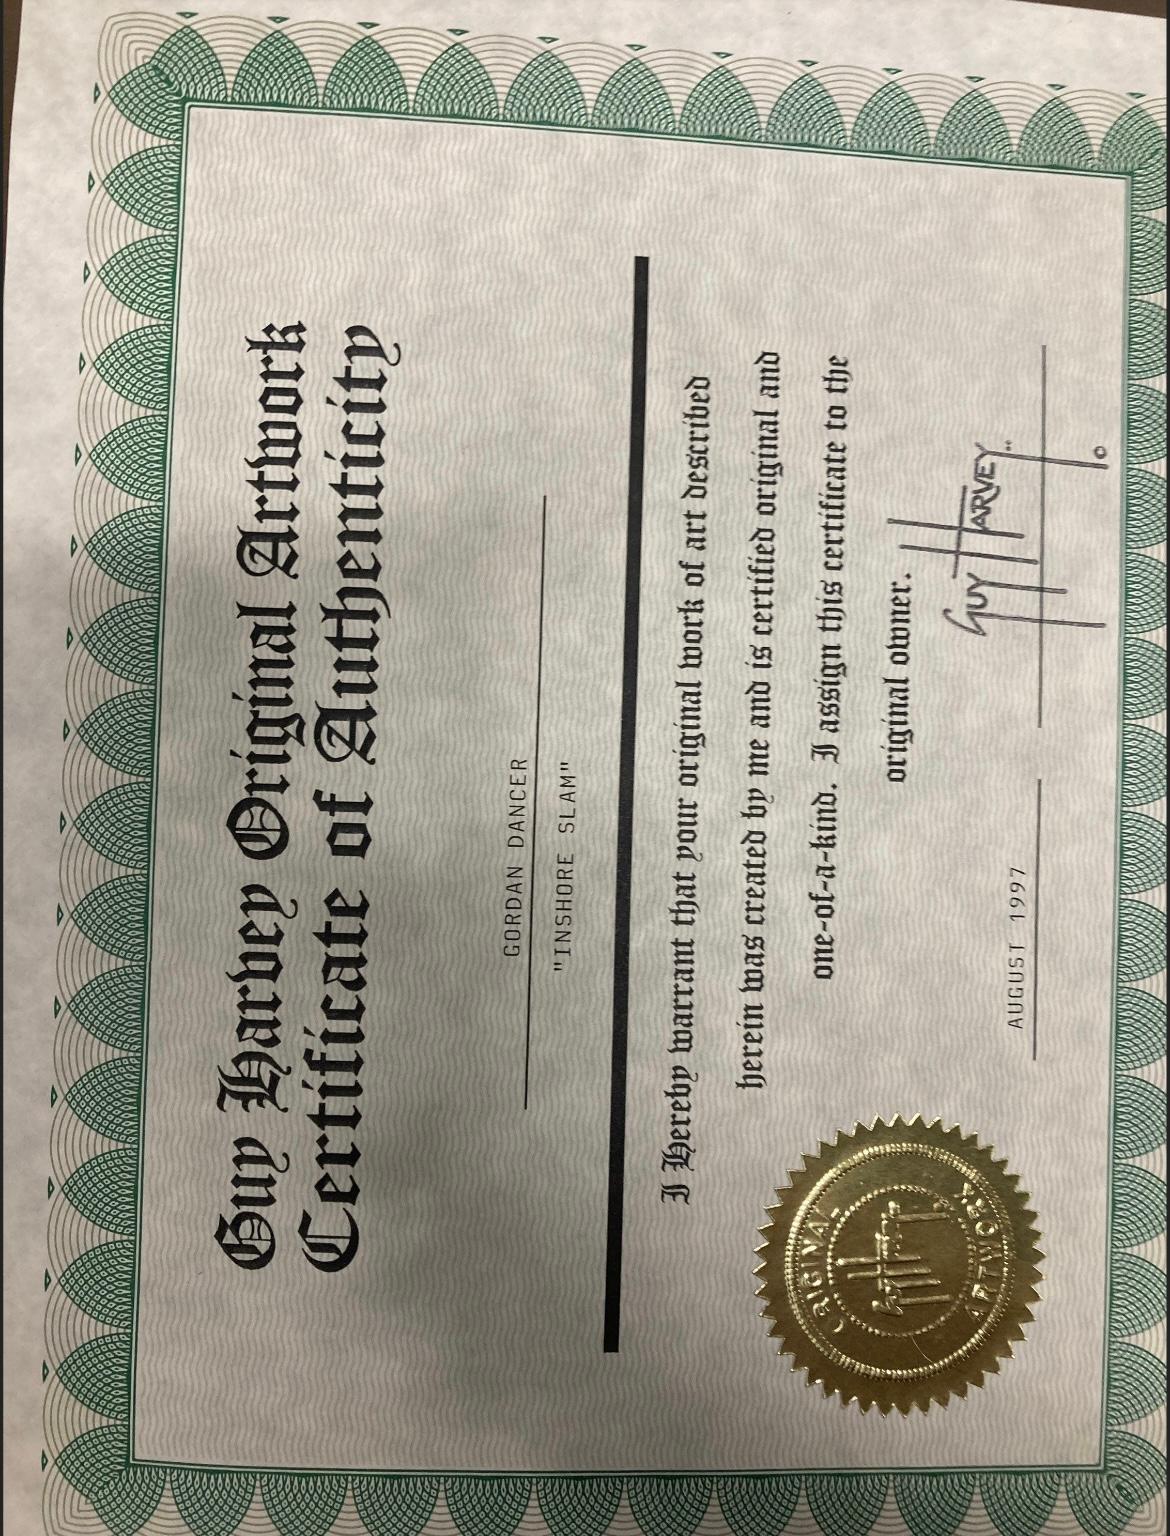 Guy Harvey Original Artwork
Certificate of Authenticity
GORDAN DANCER
"INSHORE SLAM"
I Hereby warrant that your original work of art described
herein was created by me and is certified original and
one-of-a-kind. I assign this certificate to the
original owner.
AUGUST 1997
GUY HARVEY
ORIGINAL
Guy Harvey
ARTWORK